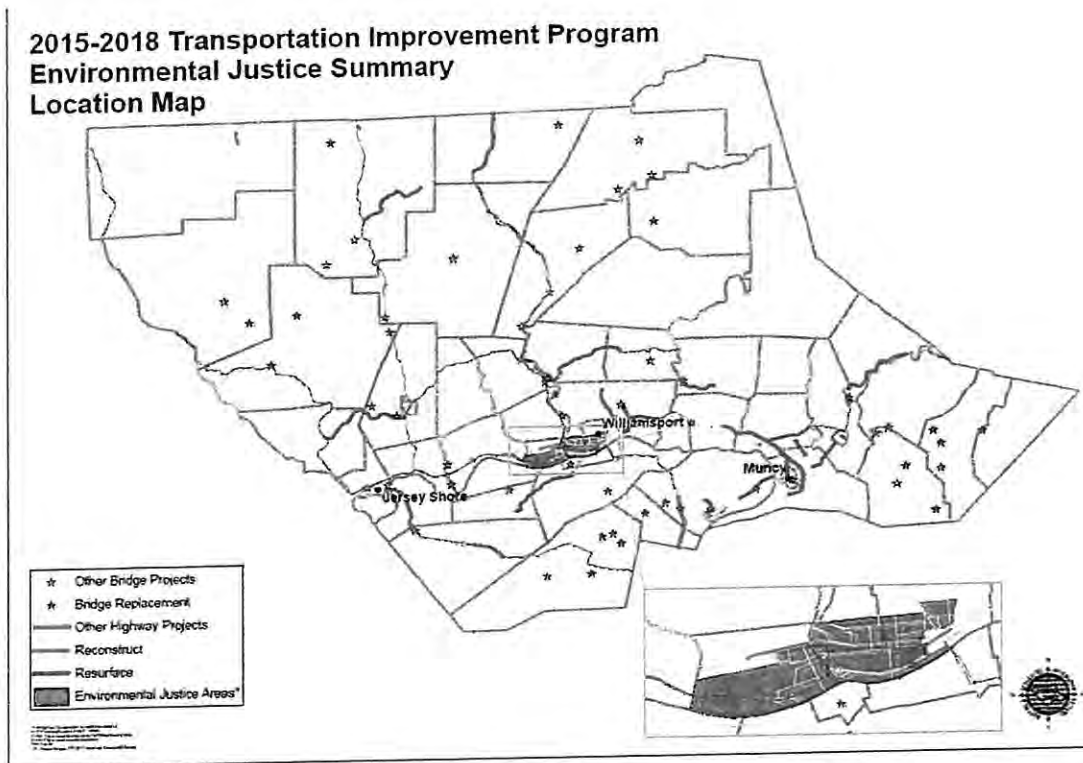 2015-2018 Transportation Improvement Program
Environmental Justice Summary
Location Map
Williamsport
Muncy
Jersey Shore
Other Bridge Projects
Bridge Replacement
Other Highway Projects
Reconstruct
Resurface
Environmental Justice Areas*